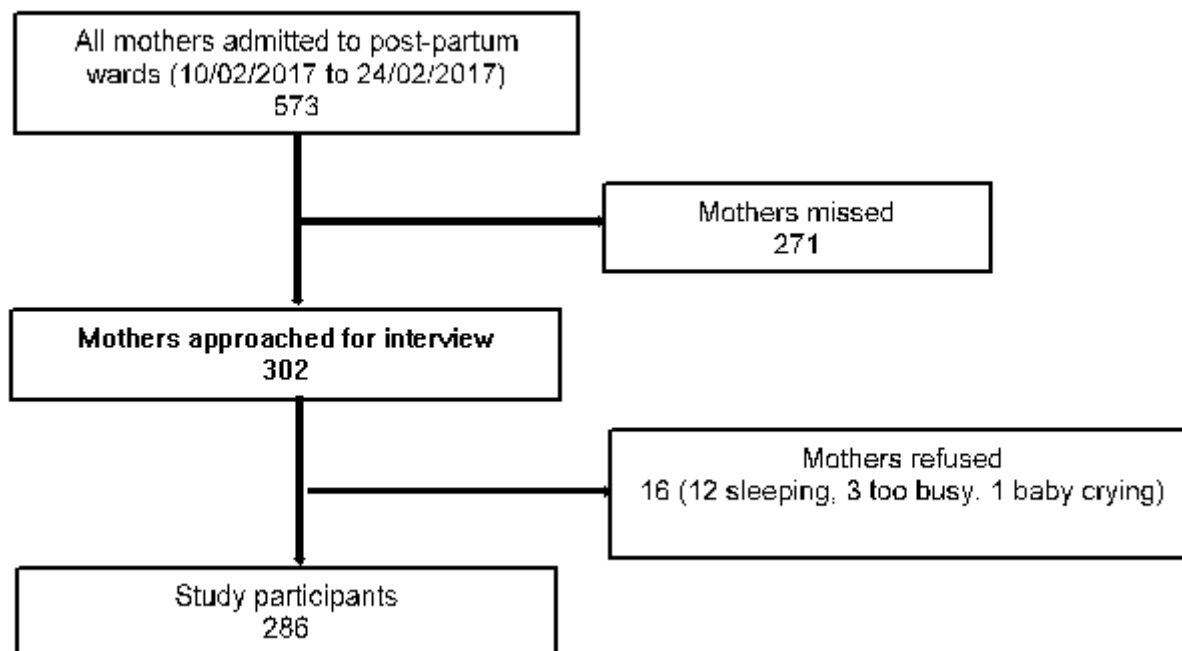 All mothers admitted to post-partum
wards (10/02/2017 to 24/02/2017)
573
Mothers missed
271
Mothers approached for interview
302
Mothers refused
16 (12 sleeping, 3 too busy. 1 baby crying)
Study participants
286